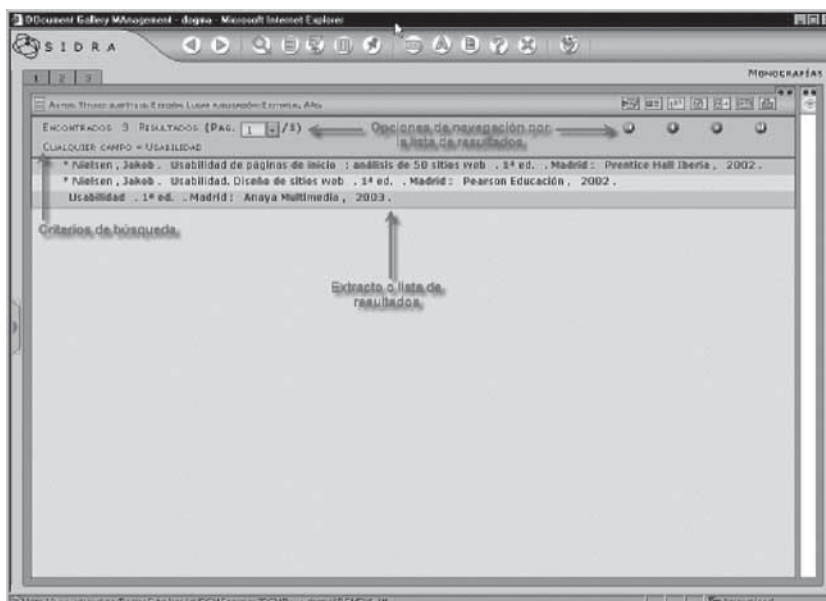 DDocument Gallery MAnagement - dogma - Microsoft Internet Explorer
SIDRA
1 2 3
MONOGRAFÍAS
ENCONTRADOS 3 RESULTADOS (PAG. 1 /1)
Opciones de navegación por
la lista de resultados.
CUALQUIER CAMPO = USABILIDAD
* Nielsen, Jakob. Usabilidad de páginas de inicio : análisis de 50 sitios web . 1ª ed. . Madrid : Prentice Hall Iberia , 2002 .
* Nielsen, Jakob. Usabilidad. Diseño de sitios web . 1ª ed. . Madrid : Pearson Educación , 2002 .
Usabilidad . 1ª ed. . Madrid : Anaya Multimedia , 2003 .
Criterios de búsqueda.
Extracto o lista de
resultados.